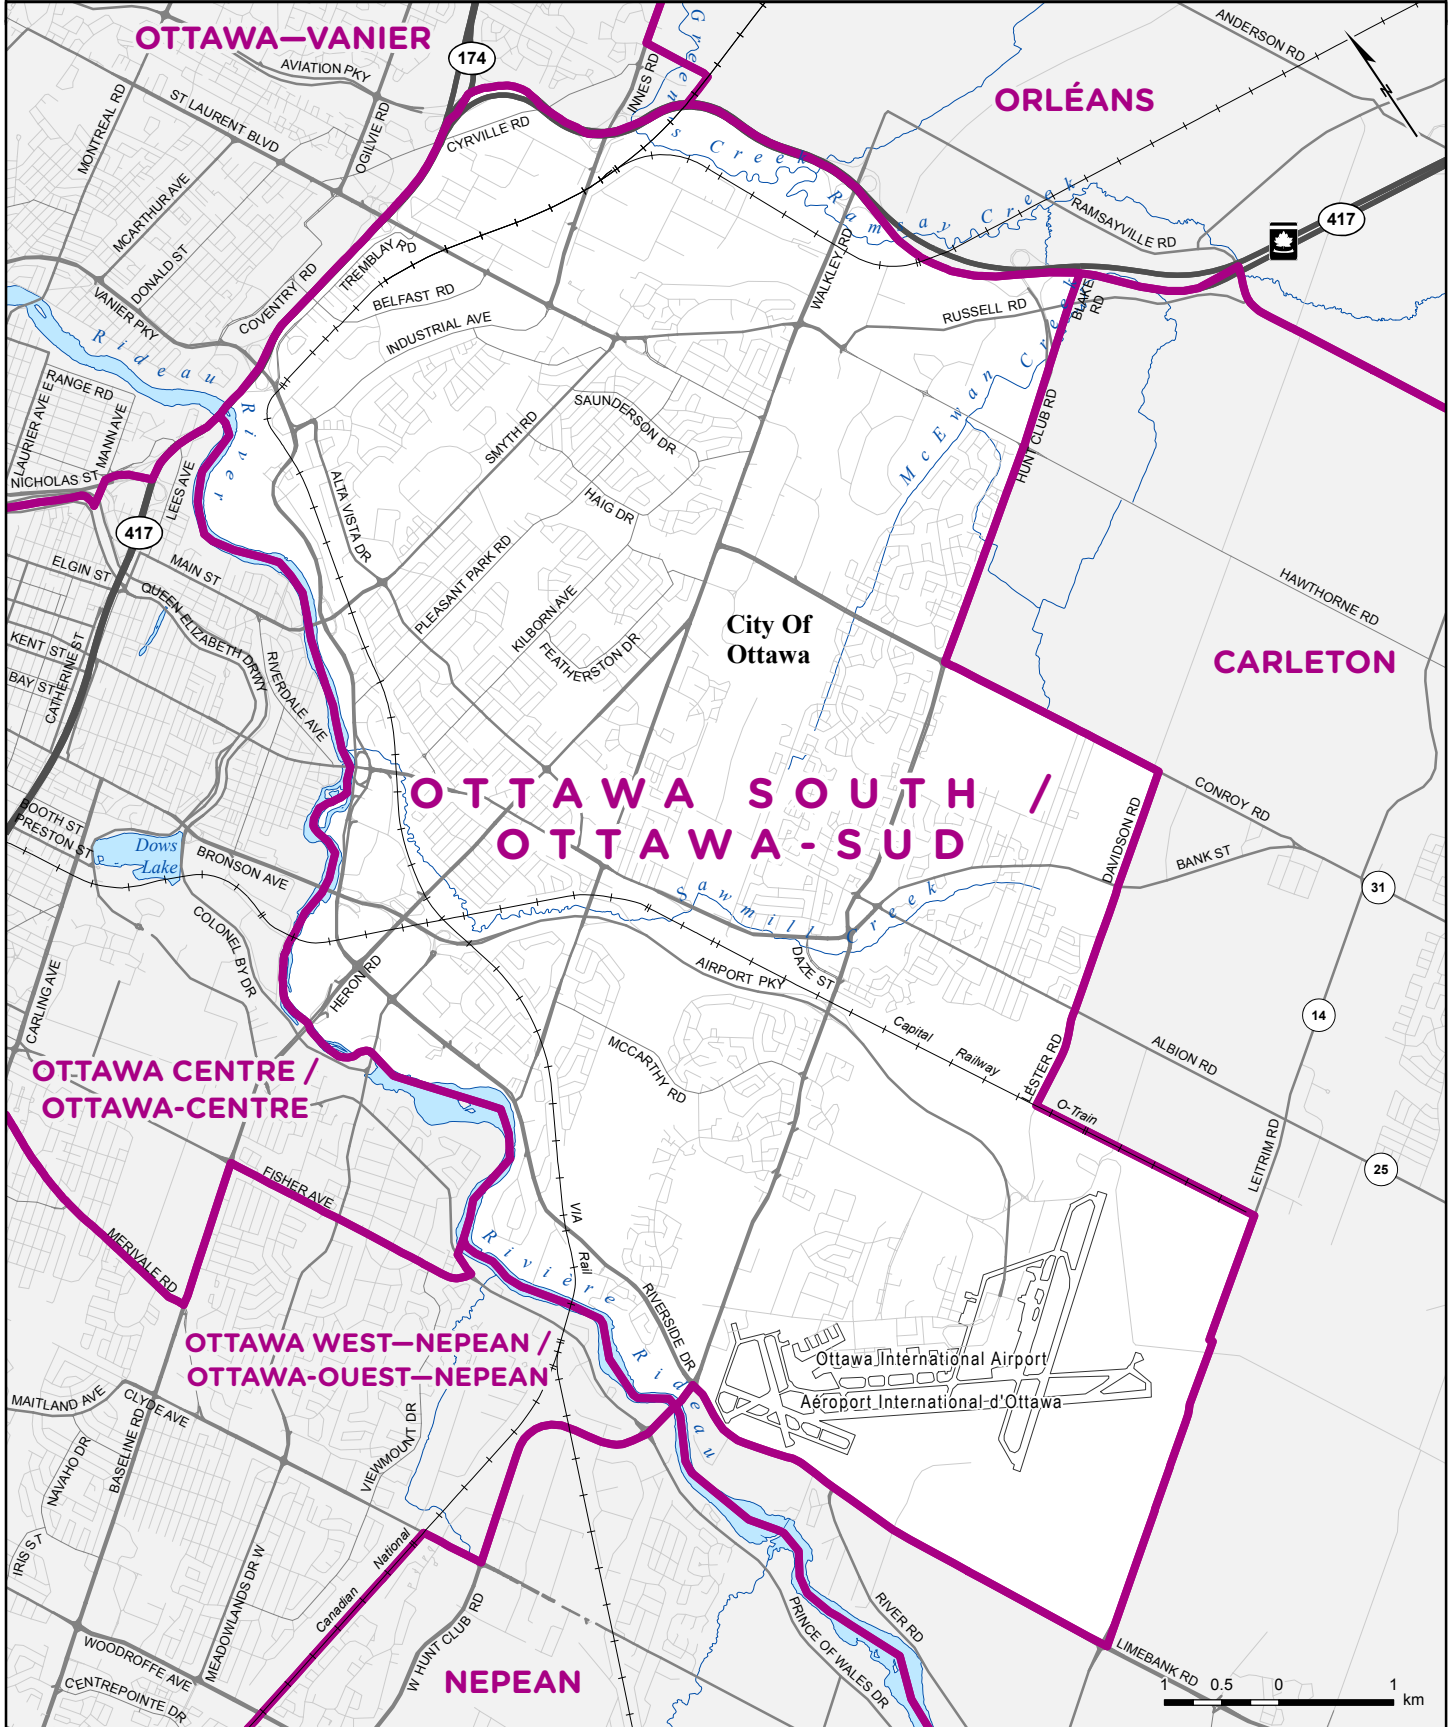 OTTAWA—VANIER
174
AVIATION PKY
MONTREAL RD
ST LAURENT BLVD
OGILVIE RD
CYRVILLE RD
INNES RD
Greens Creek
ANDERSON RD
N
ORLÉANS
Ramsay Creek
RAMSAYVILLE RD
417
MCARTHUR AVE
DONALD ST
VANIER PKY
COVENTRY RD
TREMBLAY RD
BELFAST RD
INDUSTRIAL AVE
WALKLEY RD
RUSSELL RD
BLAKE
RD
Rideau River
RANGE RD
LAURIER AVE E
MANN AVE
NICHOLAS ST
LEES AVE
417
SAUNDERSON DR
SMYTH RD
HAIG DR
ALTA VISTA DR
McEwan Creek
HUNT CLUB RD
ELGIN ST
MAIN ST
QUEEN ELIZABETH DRWY
PLEASANT PARK RD
KILBORN AVE
FEATHERSTON DR
City Of
Ottawa
HAWTHORNE RD
CARLETON
KENT ST
BAY ST
CATHERINE ST
RIVERDALE AVE
OTTAWA SOUTH /
OTTAWA-SUD
CONROY RD
DAVIDSON RD
BANK ST
31
BOOTH ST
PRESTON ST
Dows
Lake
BRONSON AVE
COLONEL BY DR
HERON RD
Sawmill Creek
DAZE ST
AIRPORT PKY
CARLING AVE
Capital
Railway
14
ALBION RD
LESTER RD
O-Train
OTTAWA CENTRE /
OTTAWA-CENTRE
MCCARTHY RD
LEITRIM RD
25
FISHER AVE
MERIVALE RD
VIA
Rail
Rivière Rideau
RIVERSIDE DR
OTTAWA WEST—NEPEAN /
OTTAWA-OUEST—NEPEAN
Ottawa International Airport
Aéroport International d'Ottawa
MAITLAND AVE
CLYDE AVE
BASELINE RD
NAVAHO DR
VIEWMOUNT DR
IRIS ST
MEADOWLANDS DR W
Canadian
National
W HUNT CLUB RD
WOODROFFE AVE
CENTREPOINTE DR
NEPEAN
PRINCE OF WALES DR
RIVER RD
LIMEBANK RD
1 0.5 0 1
km